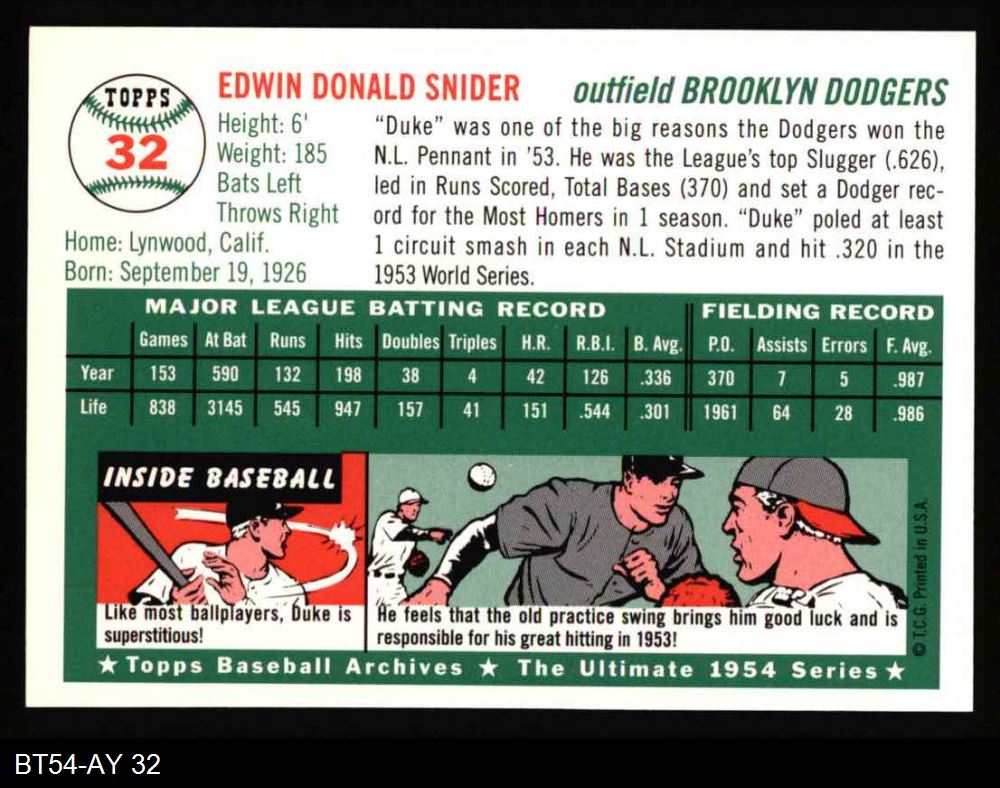 TOPPS
32
EDWIN DONALD SNIDER
outfield BROOKLYN DODGERS
Height: 6'
Weight: 185
Bats Left
Throws Right
Home: Lynwood, Calif.
Born: September 19, 1926
"Duke" was one of the big reasons the Dodgers won the
N.L. Pennant in '53. He was the League's top Slugger (.626),
led in Runs Scored, Total Bases (370) and set a Dodger rec-
ord for the Most Homers in 1 season. "Duke" poled at least
1 circuit smash in each N.L. Stadium and hit .320 in the
1953 World Series.
MAJOR LEAGUE BATTING RECORD FIELDING RECORD
Games At Bat Runs Hits Doubles Triples H.R. R.B.I. B. Avg. P.O. Assists Errors F. Avg.
Year 153 590 132 198 38 4 42 126 .336 370 7 5 .987
Life 838 3145 545 947 157 41 151 .544 .301 1961 64 28 .986
INSIDE BASEBALL
Like most ballplayers, Duke is
superstitious!
He feels that the old practice swing brings him good luck and is
responsible for his great hitting in 1953!
© T.C.G. Printed in U.S.A.
★ Topps Baseball Archives ★ The Ultimate 1954 Series ★
BT54-AY 32